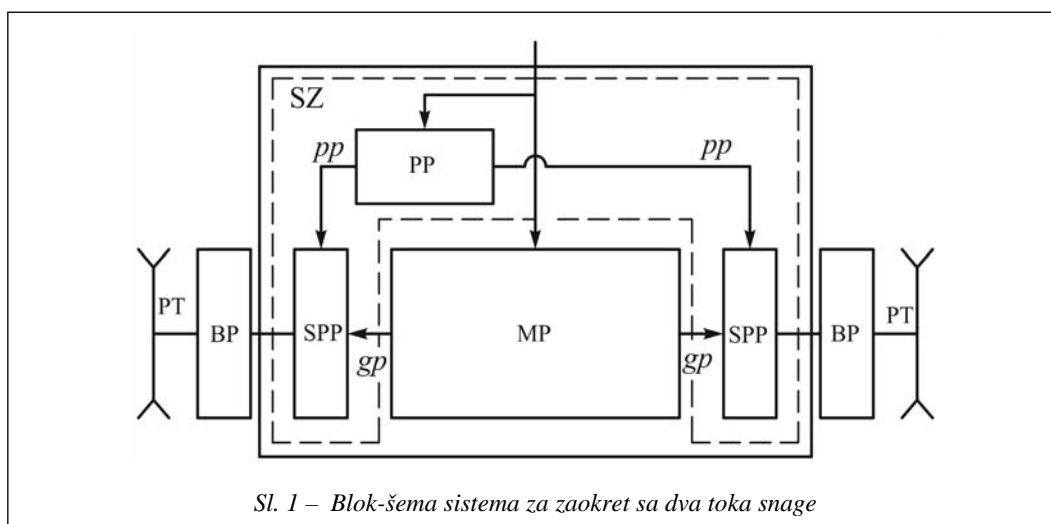 SZ
pp
PP
pp
PT
BP
SPP
gp
MP
gp
SPP
BP
PT
Sl. 1 – Blok-šema sistema za zaokret sa dva toka snage